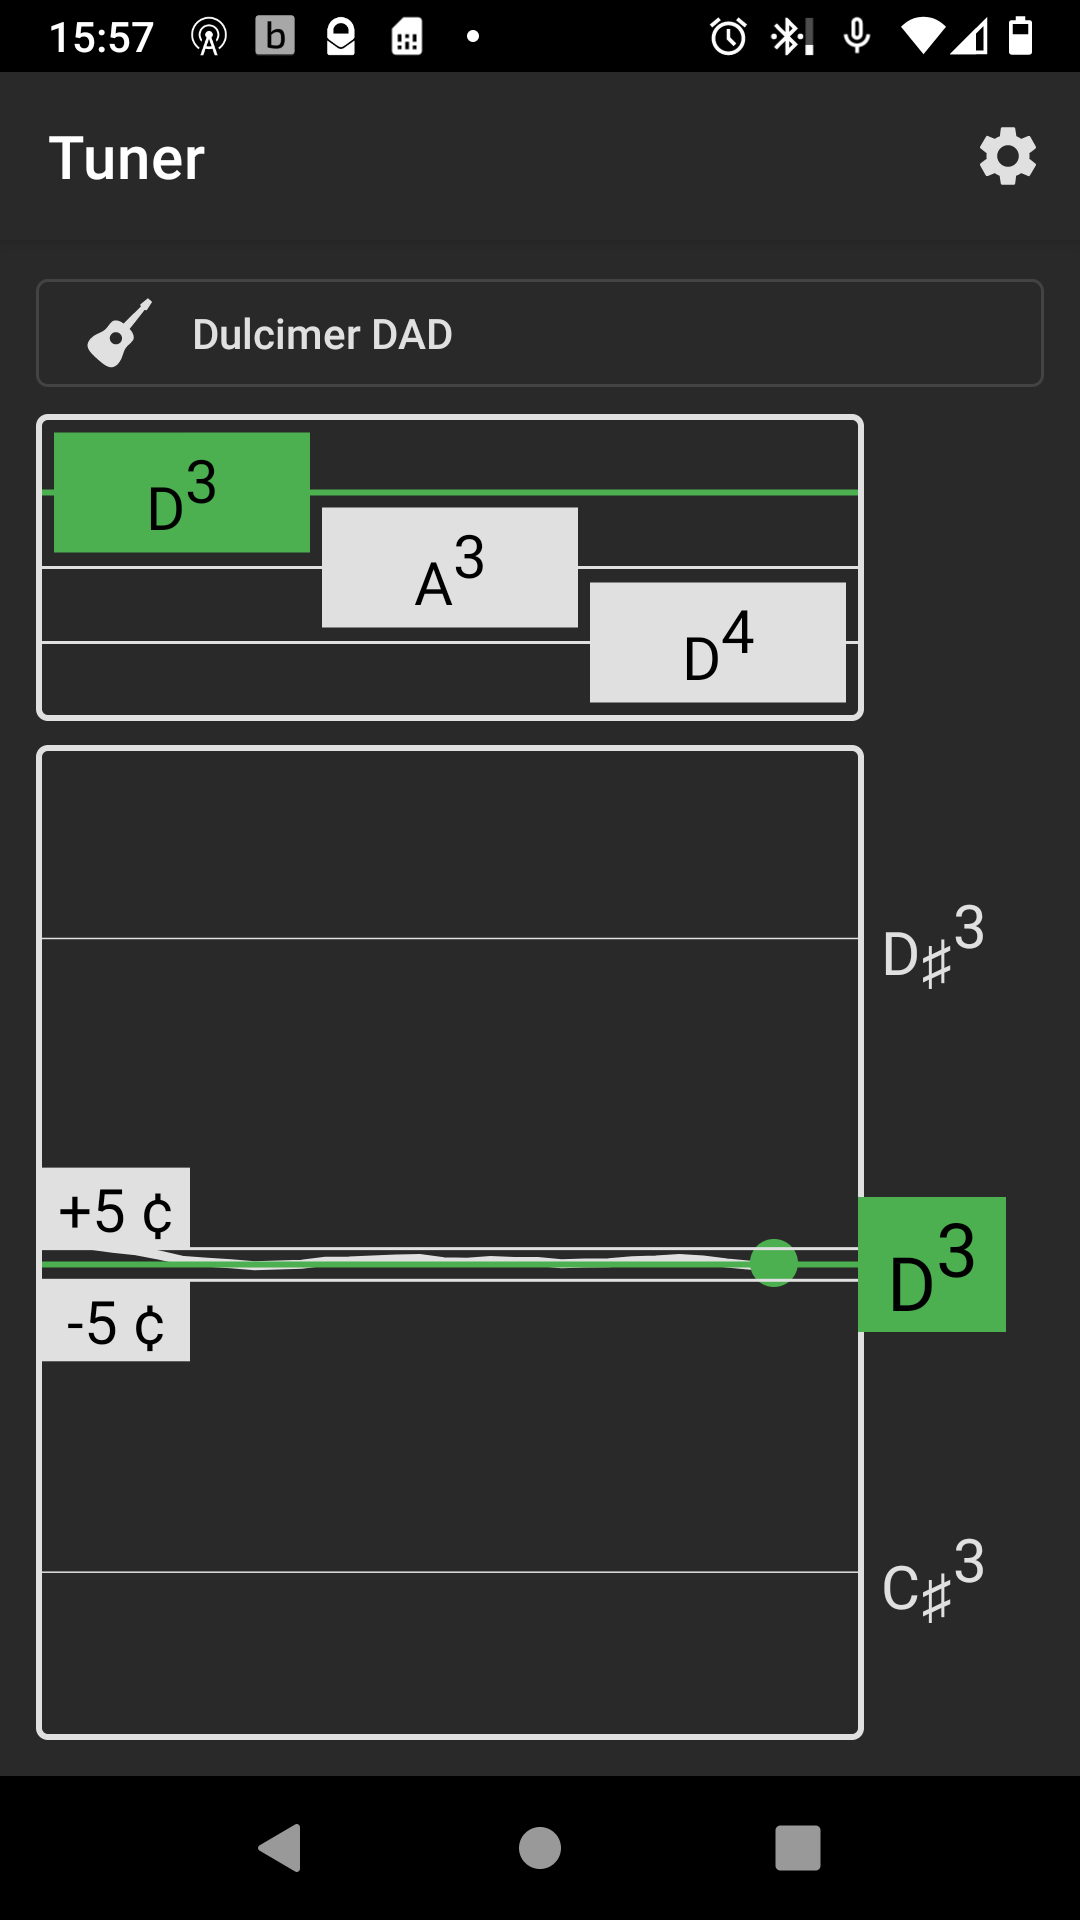 15:57
Tuner
Dulcimer DAD
D3
A3
D4
D♯3
+5 ¢
D3
-5 ¢
C♯3